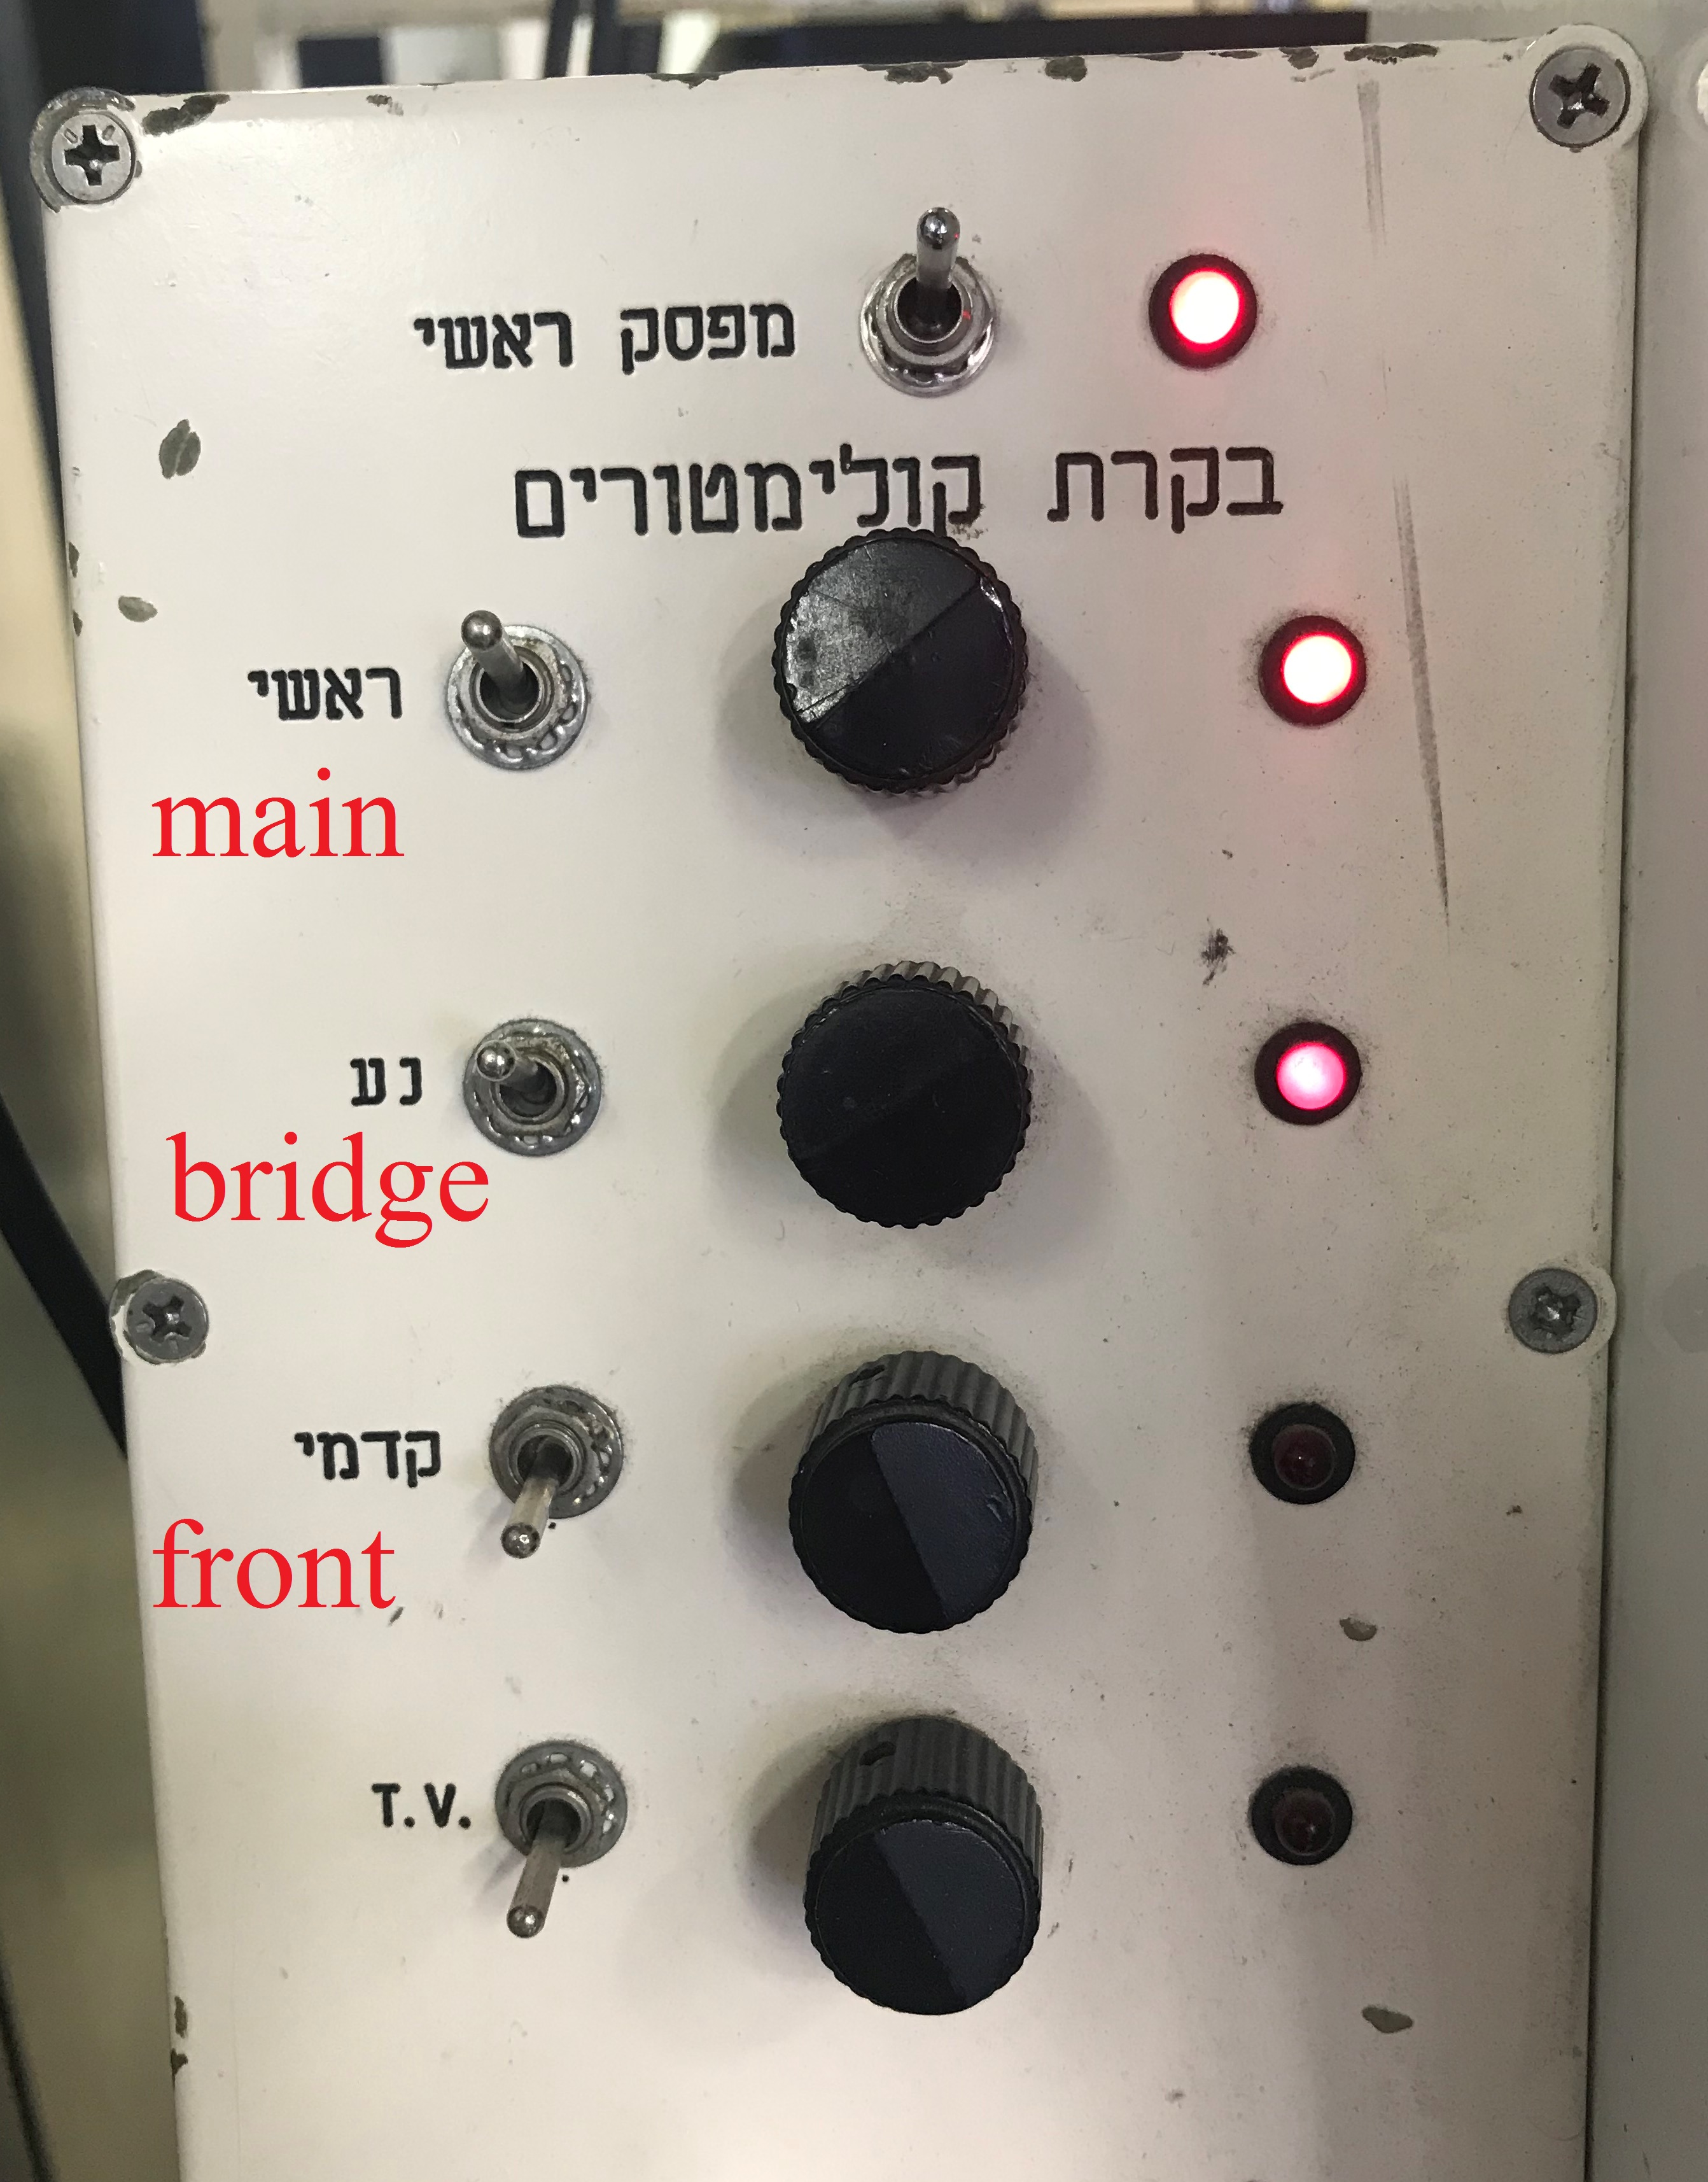 מפסק ראשי
בקרת קולימטורים
ראשי
main
נע
bridge
קדמי
front
T.V.